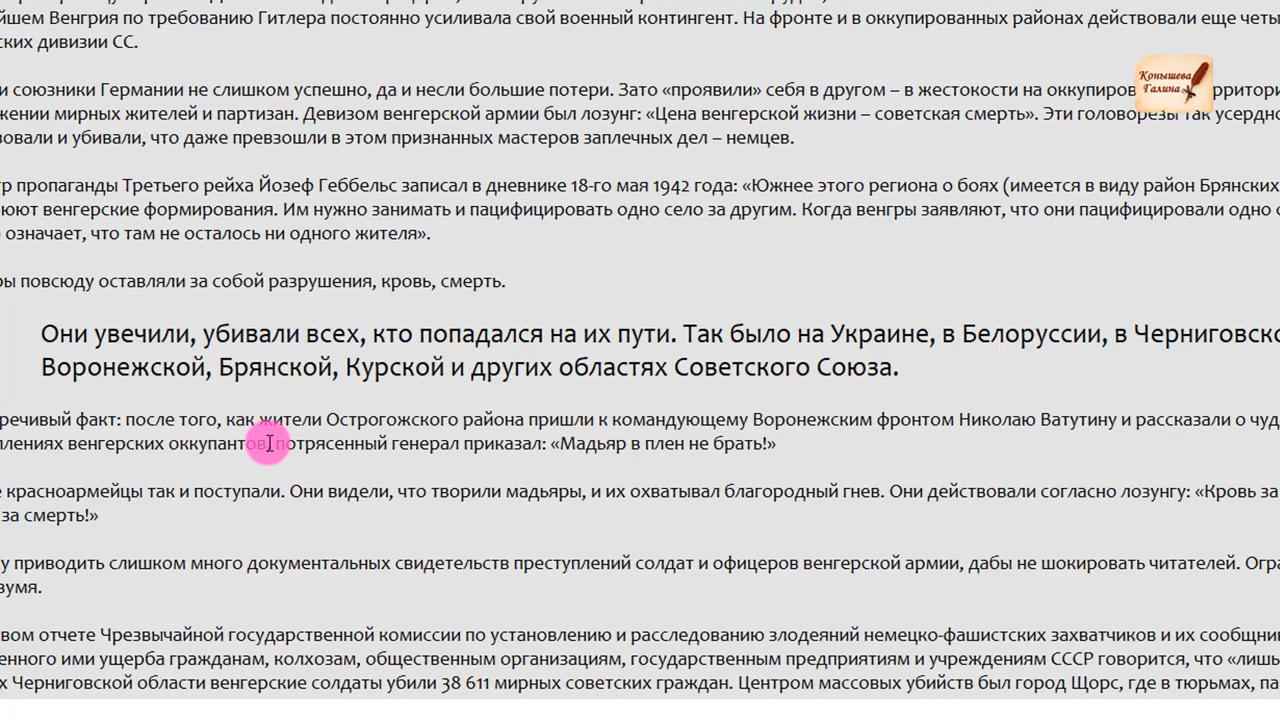 йшем Венгрия по требованию Гитлера постоянно усиливала свой военный контингент. На фронте и в оккупированных районах действовали еще четы
ских дивизии СС.
Конышева
Галина
и союзники Германии не слишком успешно, да и несли большие потери. Зато «проявили» себя в другом – в жестокости на оккупиров рритори
жении мирных жителей и партизан. Девизом венгерской армии был лозунг: «Цена венгерской жизни – советская смерть». Эти головорезы так усердно
зовали и убивали, что даже превзошли в этом признанных мастеров заплечных дел – немцев.
р пропаганды Третьего рейха Йозеф Геббельс записал в дневнике 18-го мая 1942 года: «Южнее этого региона о боях (имеется в виду район Брянских
юют венгерские формирования. Им нужно занимать и пацифицировать одно село за другим. Когда венгры заявляют, что они пацифицировали одно с
означает, что там не осталось ни одного жителя».
ры повсюду оставляли за собой разрушения, кровь, смерть.
Они увечили, убивали всех, кто попадался на их пути. Так было на Украине, в Белоруссии, в Черниговско
Воронежской, Брянской, Курской и других областях Советского Союза.
речивый факт: после того, как жители Острогожского района пришли к командующему Воронежским фронтом Николаю Ватутину и рассказали о чуд
плениях венгерских оккупантов, потрясенный генерал приказал: «Мадьяр в плен не брать!»
е красноармейцы так и поступали. Они видели, что творили мадьяры, и их охватывал благородный гнев. Они действовали согласно лозунгу: «Кровь за
за смерть!»
у приводить слишком много документальных свидетельств преступлений солдат и офицеров венгерской армии, дабы не шокировать читателей. Огра
вумя.
вом отчете Чрезвычайной государственной комиссии по установлению и расследованию злодеяний немецко-фашистских захватчиков и их сообщни
енного ими ущерба гражданам, колхозам, общественным организациям, государственным предприятиям и учреждениям СССР говорится, что «лишь
х Черниговской области венгерские солдаты убили 38 611 мирных советских граждан. Центром массовых убийств был город Щорс, где в тюрьмах, па